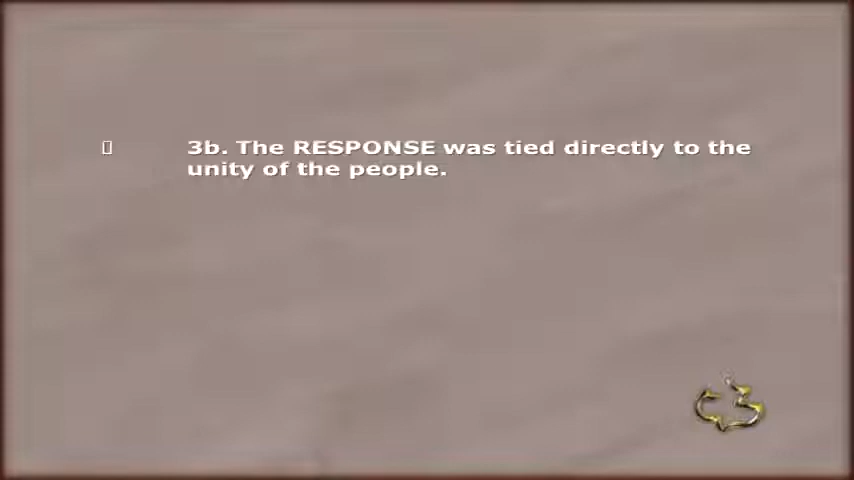 3b. The RESPONSE was tied directly to the
unity of the people.